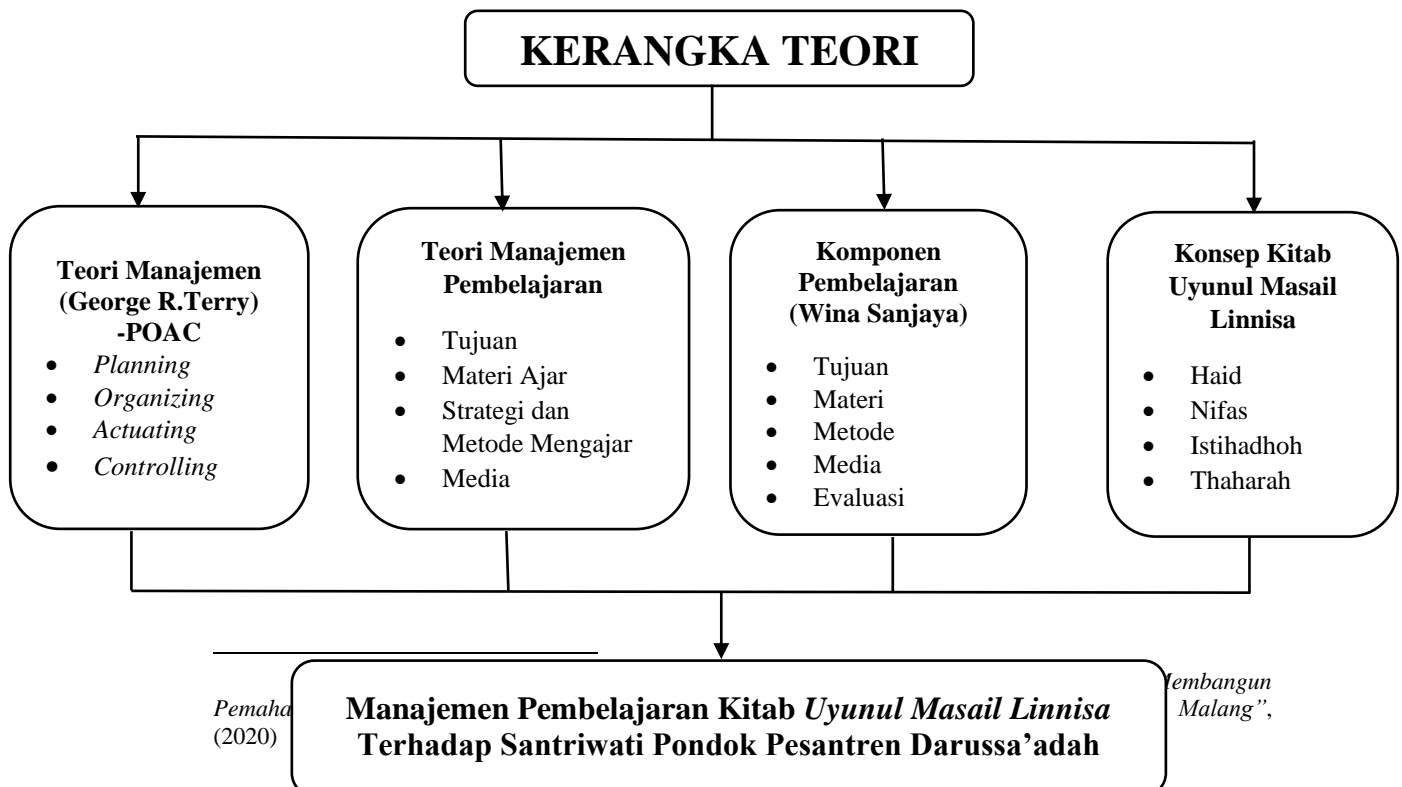 KERANGKA TEORI
Teori Manajemen
(George R.Terry)
-POAC
• Planning
• Organizing
• Actuating
• Controlling
Teori Manajemen
Pembelajaran
• Tujuan
• Materi Ajar
• Strategi dan
Metode Mengajar
• Media
Komponen
Pembelajaran
(Wina Sanjaya)
• Tujuan
• Materi
• Metode
• Media
• Evaluasi
Konsep Kitab
Uyunul Masail
Linnisa
• Haid
• Nifas
• Istihadhoh
• Thaharah
Malang”,
(2020)
Manajemen Pembelajaran Kitab Uyunul Masail Linnisa
Terhadap Santriwati Pondok Pesantren Darussa’adah